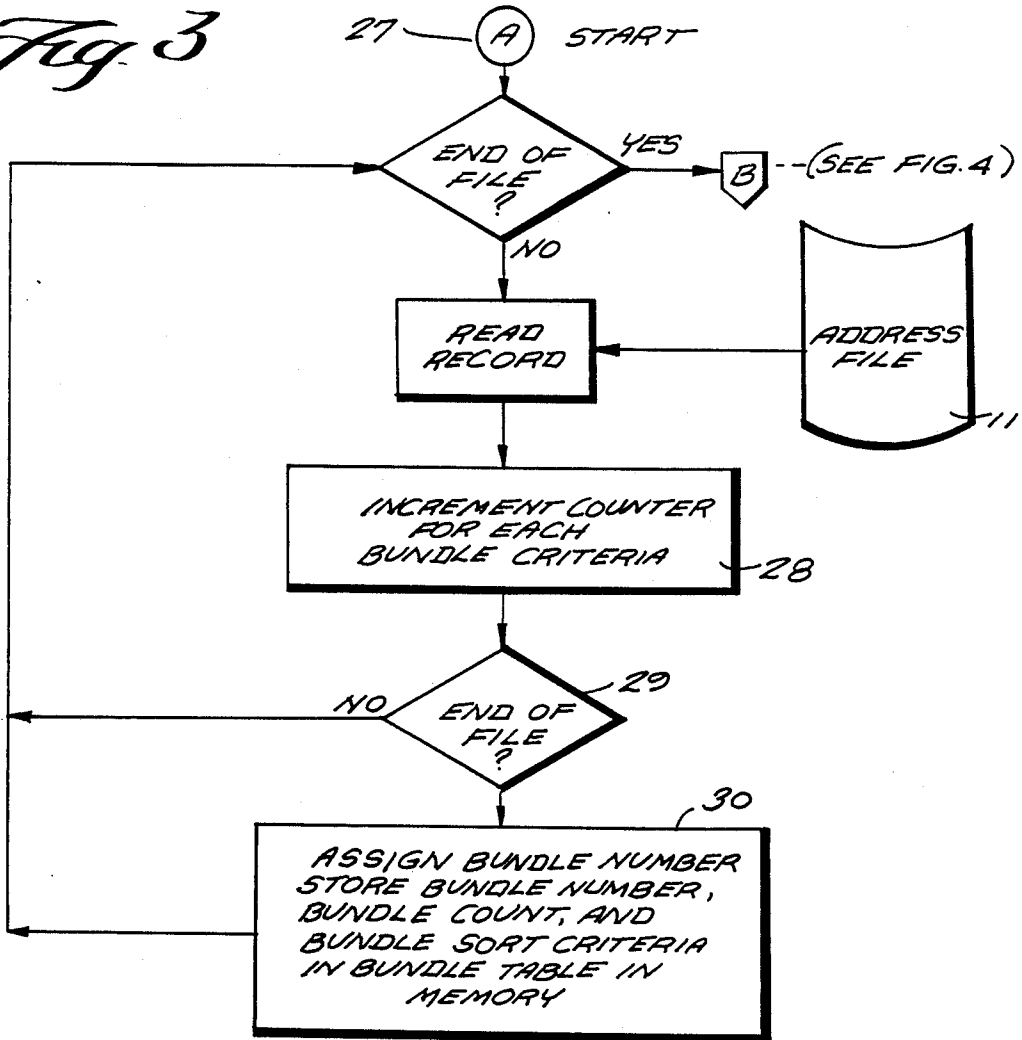 Fig. 3
27 A START
END OF
FILE
?
YES
B --(SEE FIG. 4)
NO
READ
RECORD
ADDRESS
FILE
11
INCREMENT COUNTER
FOR EACH
BUNDLE CRITERIA
28
END OF
FILE
?
29
NO
30
ASSIGN BUNDLE NUMBER
STORE BUNDLE NUMBER,
BUNDLE COUNT, AND
BUNDLE SORT CRITERIA
IN BUNDLE TABLE IN
MEMORY